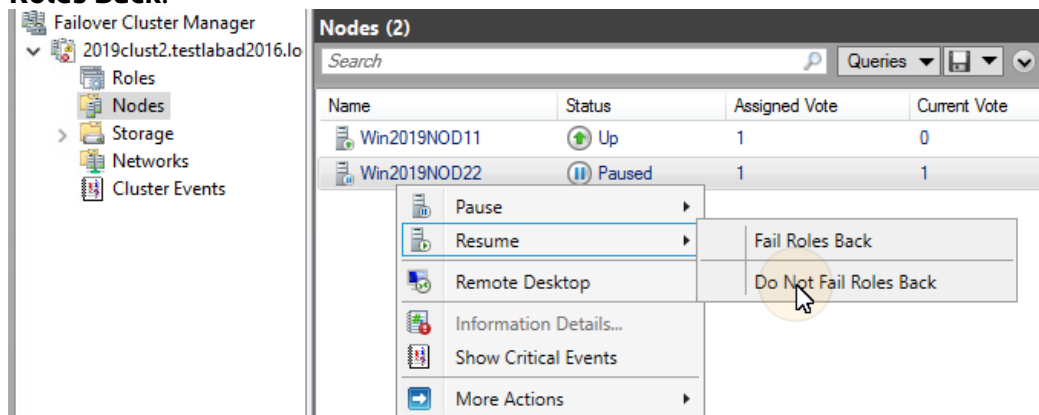 Roles Back.
Failover Cluster Manager
2019clust2.testlabad2016.lo
Roles
Nodes
Storage
Networks
Cluster Events
Nodes (2)
Search
Queries
Name Status Assigned Vote Current Vote
Win2019NOD11 Up 1 0
Win2019NOD22 Paused 1 1
Pause
Resume
Remote Desktop
Information Details...
Show Critical Events
More Actions
Fail Roles Back
Do Not Fail Roles Back